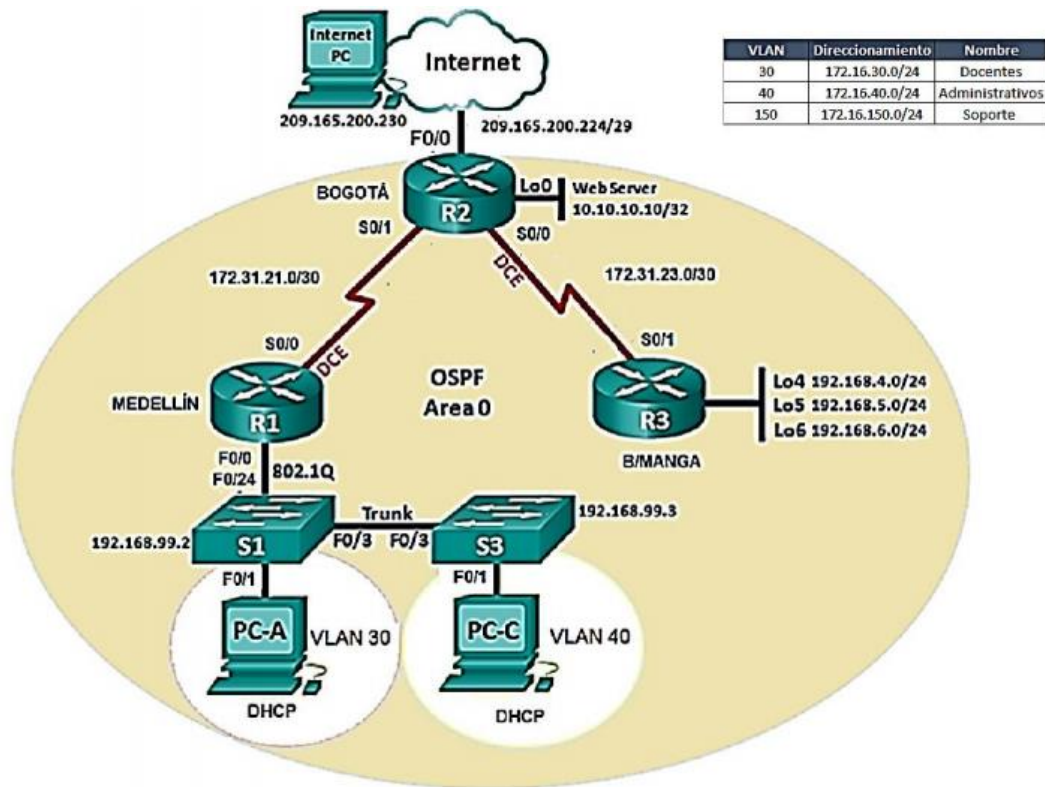 Internet
PC
Internet
209.165.200.230
209.165.200.224/29
F0/0
VLAN Direccionamiento Nombre
30 172.16.30.0/24 Docentes
40 172.16.40.0/24 Administrativos
150 172.16.150.0/24 Soporte
BOGOTÁ
R2
Lo0
WebServer
10.10.10.10/32
S0/1
S0/0
DCE
172.31.21.0/30
172.31.23.0/30
S0/0
DCE
S0/1
MEDELLÍN
R1
OSPF
Area 0
R3
B/MANGA
Lo4 192.168.4.0/24
Lo5 192.168.5.0/24
Lo6 192.168.6.0/24
F0/0
F0/24
802.1Q
192.168.99.2
S1
Trunk
F0/3 F0/3
S3
192.168.99.3
F0/1
F0/1
PC-A
VLAN 30
PC-C
VLAN 40
DHCP
DHCP